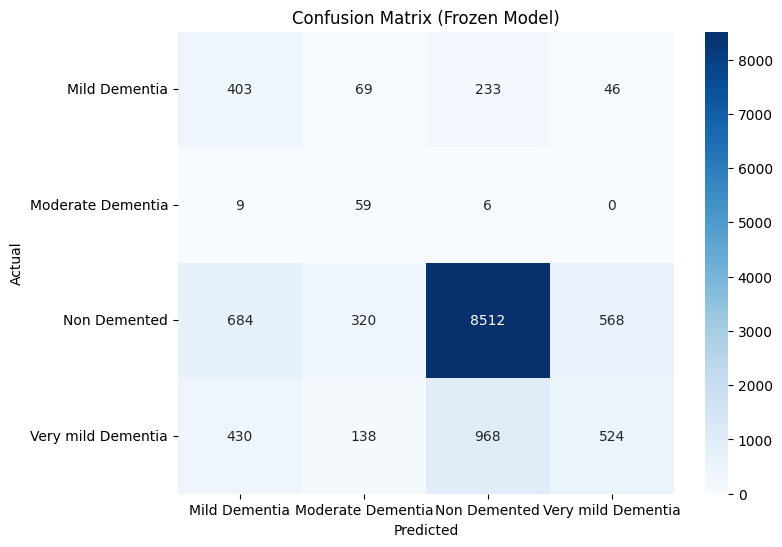 Confusion Matrix (Frozen Model)
Mild Dementia 403 69 233 46
Moderate Dementia 9 59 6 0
Non Demented 684 320 8512 568
Very mild Dementia 430 138 968 524
Mild Dementia Moderate Dementia Non Demented Very mild Dementia
Predicted
Actual
8000
7000
6000
5000
4000
3000
2000
1000
0